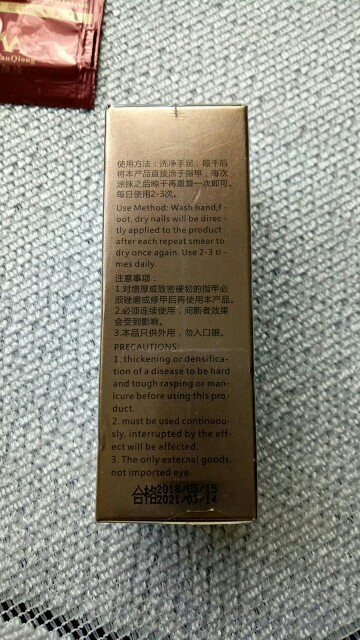 使用方法：洗净手足，晾干后
将本产品直接涂于指甲，每次
涂抹之后晾干再重复一次即可。
每日使用2-3次。
Use Method: Wash hand,f -
oot, dry nails will be direc -
tly applied to the product
after each repeat smear to
dry once again. Use 2-3 ti -
mes daily.
注意事项：
1.对增厚或致密硬韧的指甲必
须锉磨或修甲后再使用本产品。
2.必须连续使用，间断者效果
会受到影响。
3.本品只供外用，勿入口眼。
PRECAUTIONS:
1. thickening or densifica-
tion of a disease to be hard
and tough rasping or man-
icure before using this pro-
duct.
2. must be used continuou-
sly, interrupted by the eff-
ect will be affected.
3. The only external goods,
not imported eye.
合格 2018/03/15
2021/03/14